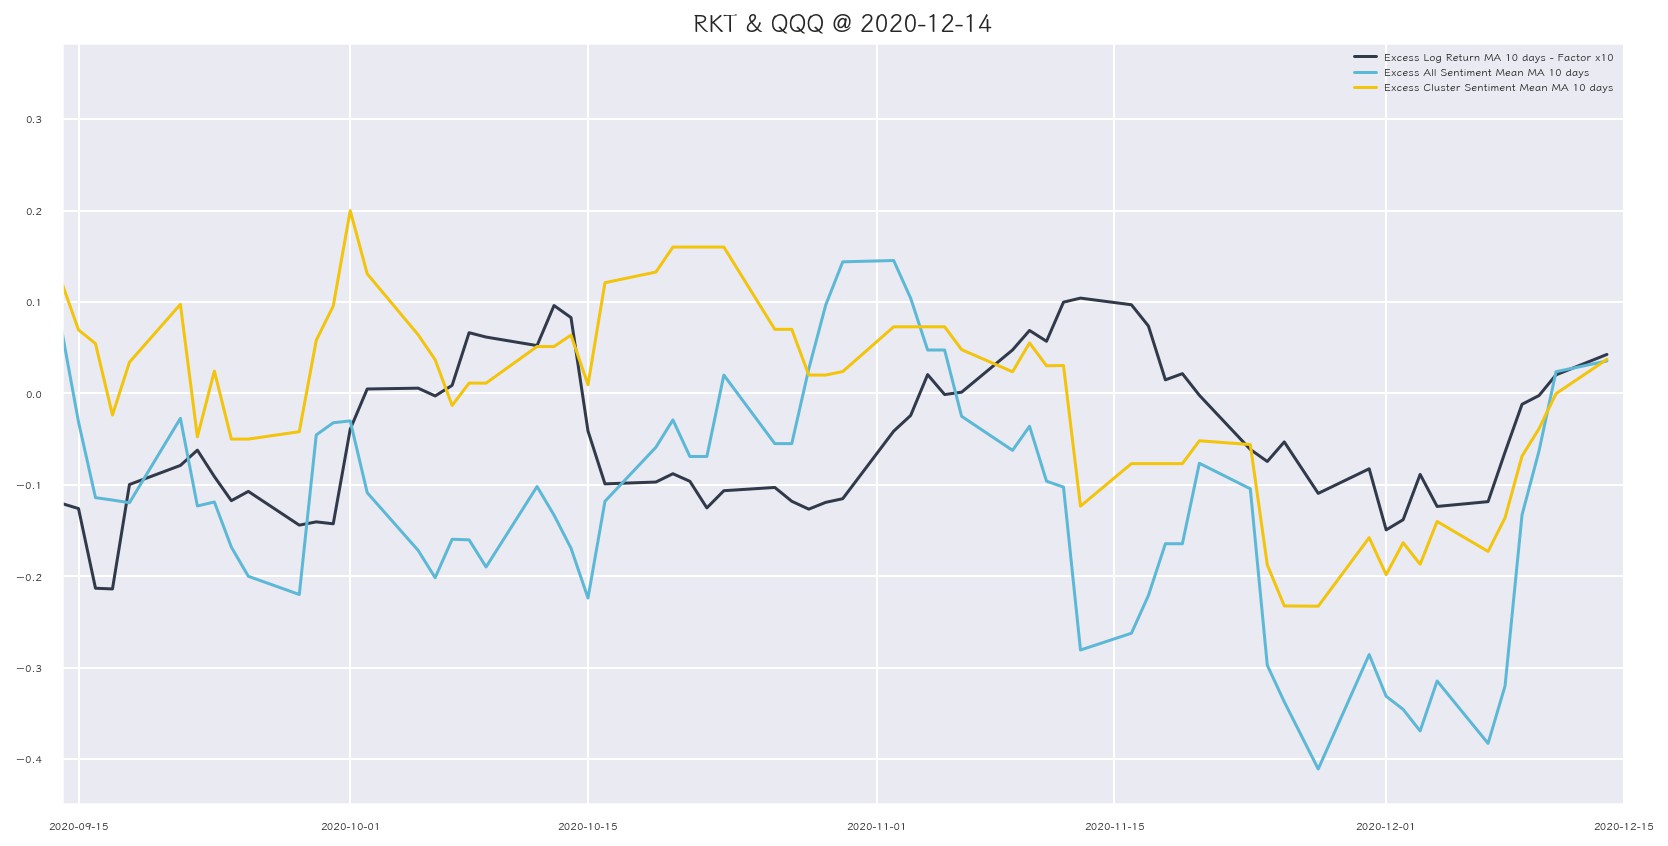 RKT & QQQ @ 2020-12-14
Excess Log Return MA 10 days - Factor x10
Excess All Sentiment Mean MA 10 days
Excess Cluster Sentiment Mean MA 10 days
0.3
0.2
0.1
0.0
−0.1
−0.2
−0.3
−0.4
2020-09-15 2020-10-01 2020-10-15 2020-11-01 2020-11-15 2020-12-01 2020-12-15